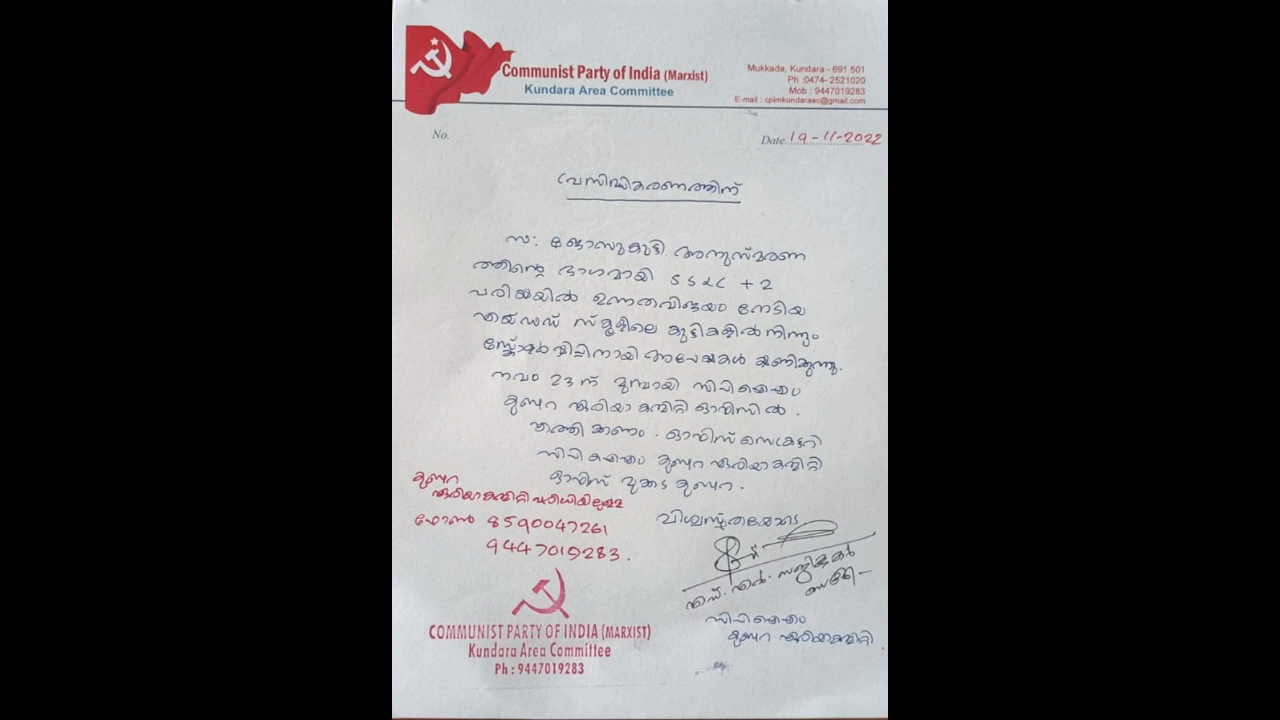 Communist Party of India (Marxist)
Kundara Area Committee
Mukkada, Kundara - 691 501
Ph :0474- 2521020
Mob : 9447019283
E-mail : cpimkundaraac@gmail.com
No.
Date 19-11-2022
പ്രസിദ്ധീകരണത്തിന്
സ: ജോസുകുട്ടി അനുസ്മരണ
ത്തിന്റെ ഭാഗമായി SSLC +2
പരീക്ഷയിൽ ഉന്നതവിജയം നേടിയ
എയ്ഡഡ് സ്കൂളിലെ കുട്ടികളിൽ നിന്നും
സ്കോളർഷിപ്പിനായി അപേക്ഷകൾ ക്ഷണിക്കുന്നു.
നവം 23ന് മുമ്പായി സിപിഐഎം
കുണ്ടറ ഏരിയാ കമ്മിറ്റി ഓഫീസിൽ.
എത്തിക്കണം. ഓഫീസ് സെക്രട്ടറി
സിപിഐഎം കുണ്ടറ ഏരിയാ കമ്മിറ്റി
ഓഫീസ് മുക്കട കുണ്ടറ.
കുണ്ടറ
ഏരിയാ കമ്മിറ്റി പരിധിയിലുള്ള
ഫോൺ 8590047261
9447019283.
വിശ്വസ്തതയോടെ
എസ്. എൽ. സജികുമാർ
സിപിഐഎം
കുണ്ടറ ഏരിയാ കമ്മിറ്റി.
COMMUNIST PARTY OF INDIA (MARXIST)
Kundara Area Committee
Ph : 9447019283